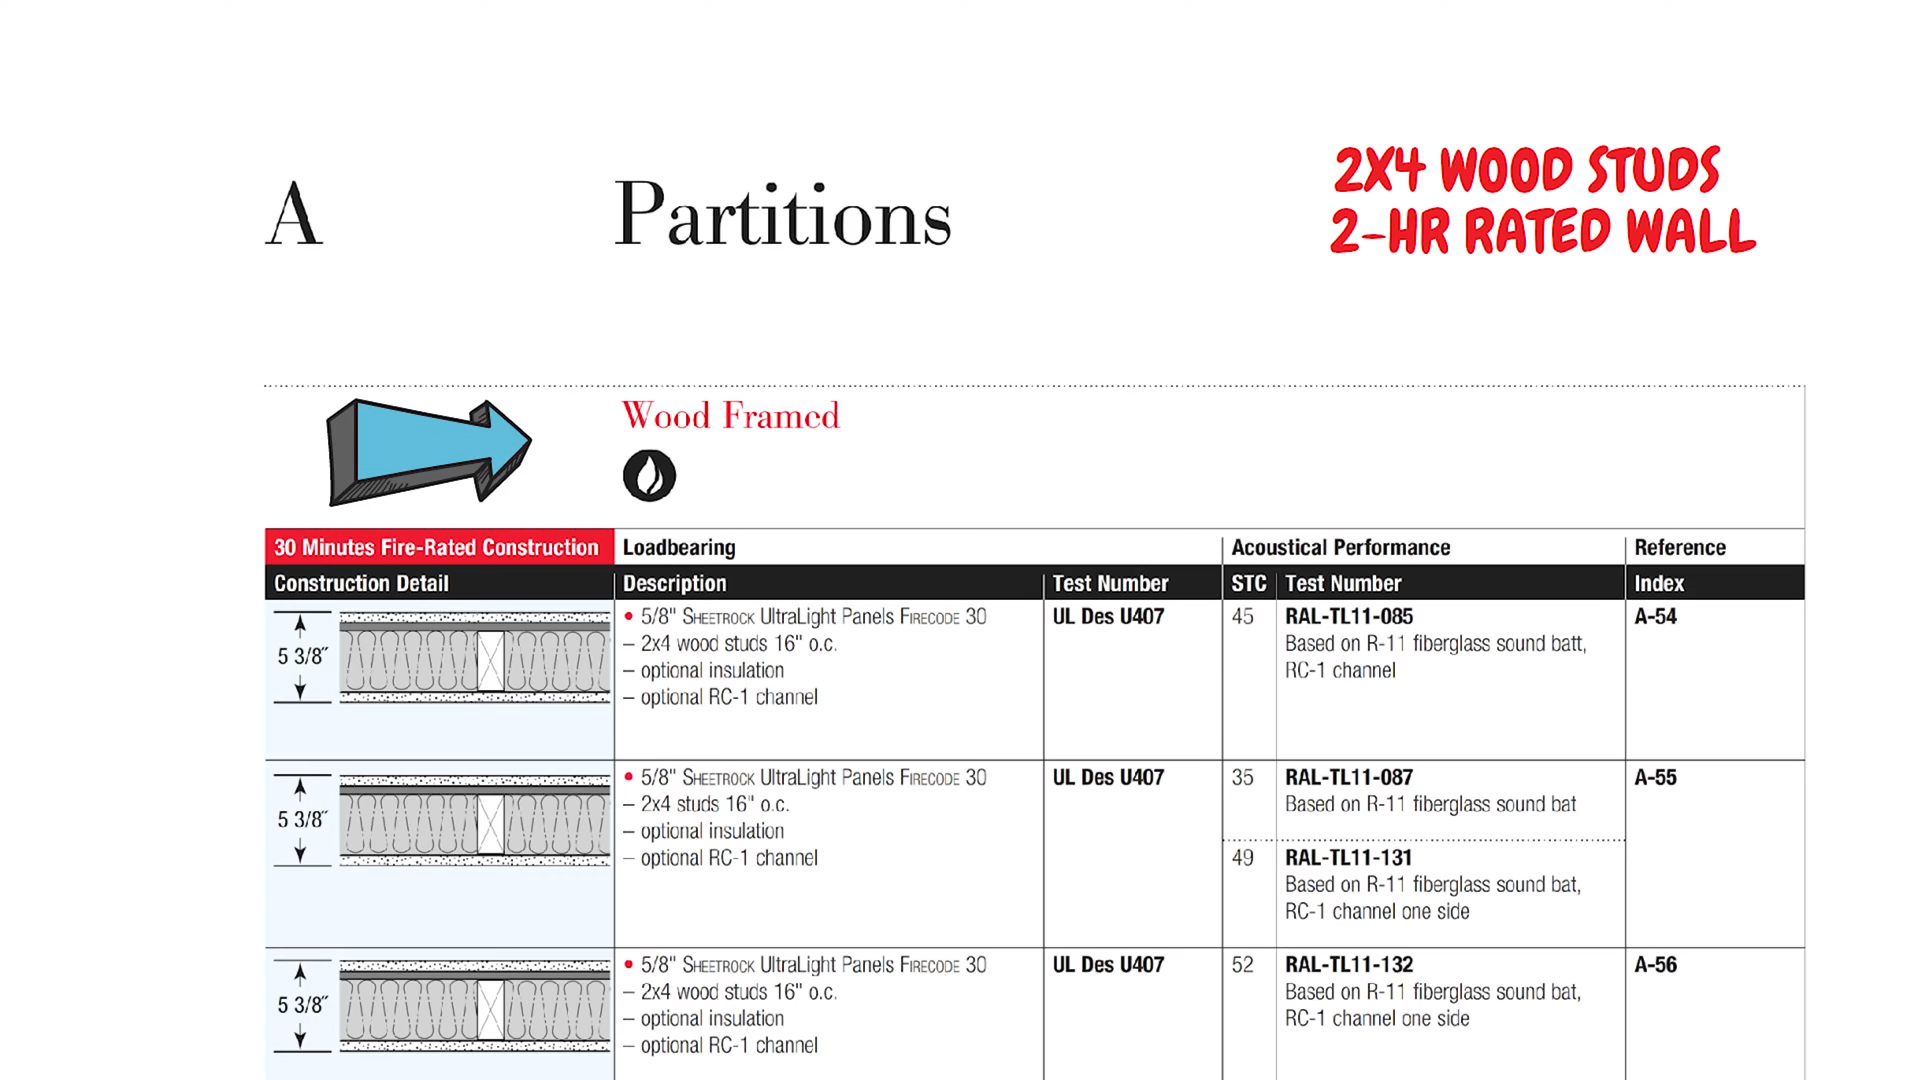 A Partitions
2X4 WOOD STUDS
2-HR RATED WALL
Wood Framed
30 Minutes Fire-Rated Construction Loadbearing Acoustical Performance Reference
Construction Detail Description Test Number STC Test Number Index
5 3/8"
• 5/8" SHEETROCK UltraLight Panels FIRECODE 30
– 2x4 wood studs 16" o.c.
– optional insulation
– optional RC-1 channel
UL Des U407
45
RAL-TL11-085
Based on R-11 fiberglass sound batt,
RC-1 channel
A-54
5 3/8"
• 5/8" SHEETROCK UltraLight Panels FIRECODE 30
– 2x4 studs 16" o.c.
– optional insulation
– optional RC-1 channel
UL Des U407
35
RAL-TL11-087
Based on R-11 fiberglass sound bat
49
RAL-TL11-131
Based on R-11 fiberglass sound bat,
RC-1 channel one side
A-55
5 3/8"
• 5/8" SHEETROCK UltraLight Panels FIRECODE 30
– 2x4 wood studs 16" o.c.
– optional insulation
– optional RC-1 channel
UL Des U407
52
RAL-TL11-132
Based on R-11 fiberglass sound bat,
RC-1 channel one side
A-56